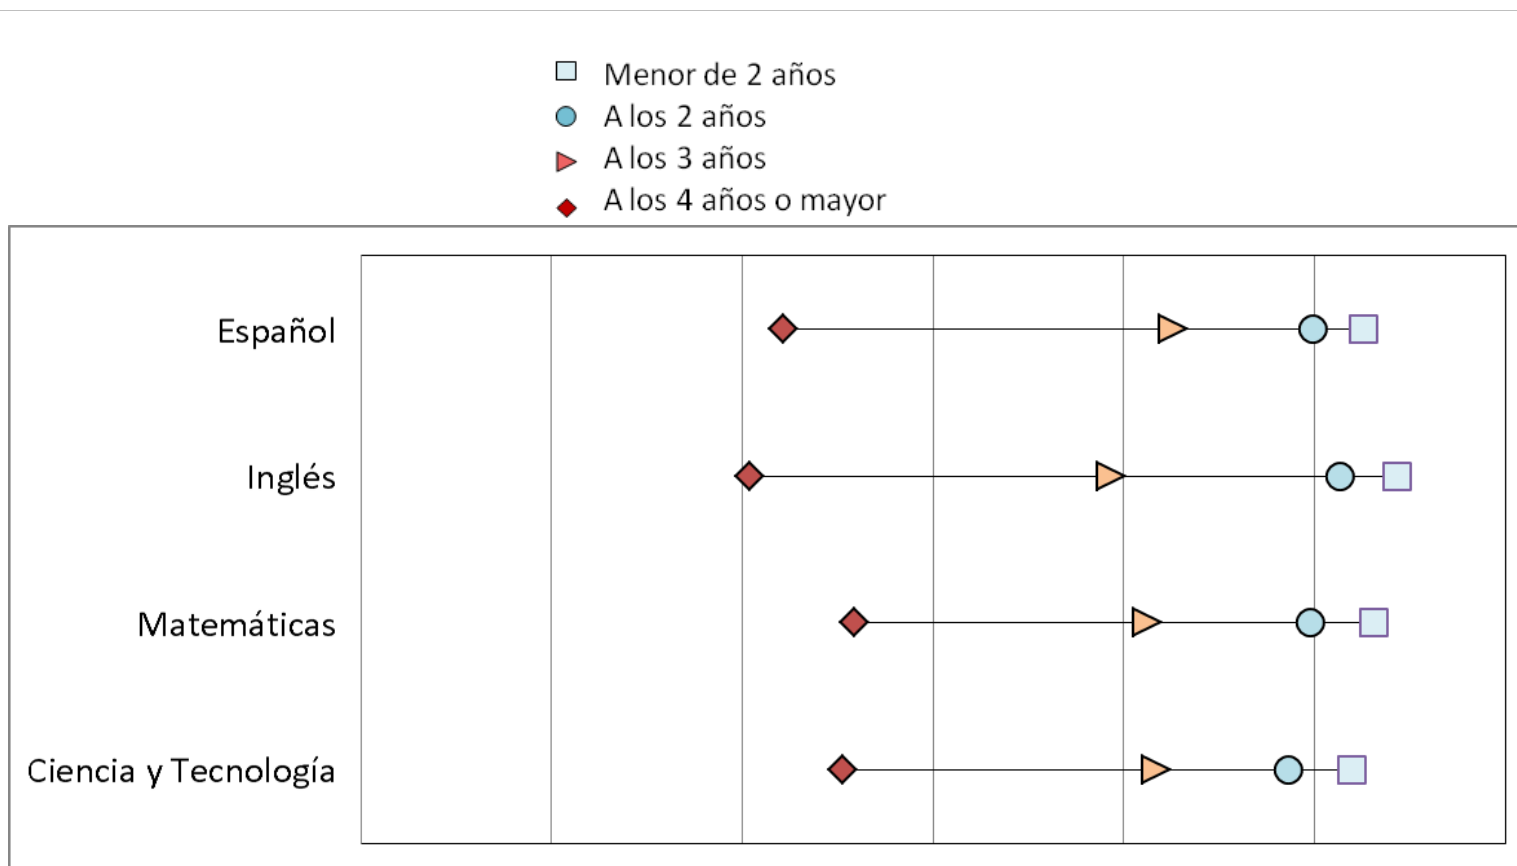 Menor de 2 años
A los 2 años
A los 3 años
A los 4 años o mayor
Español
Inglés
Matemáticas
Ciencia y Tecnología